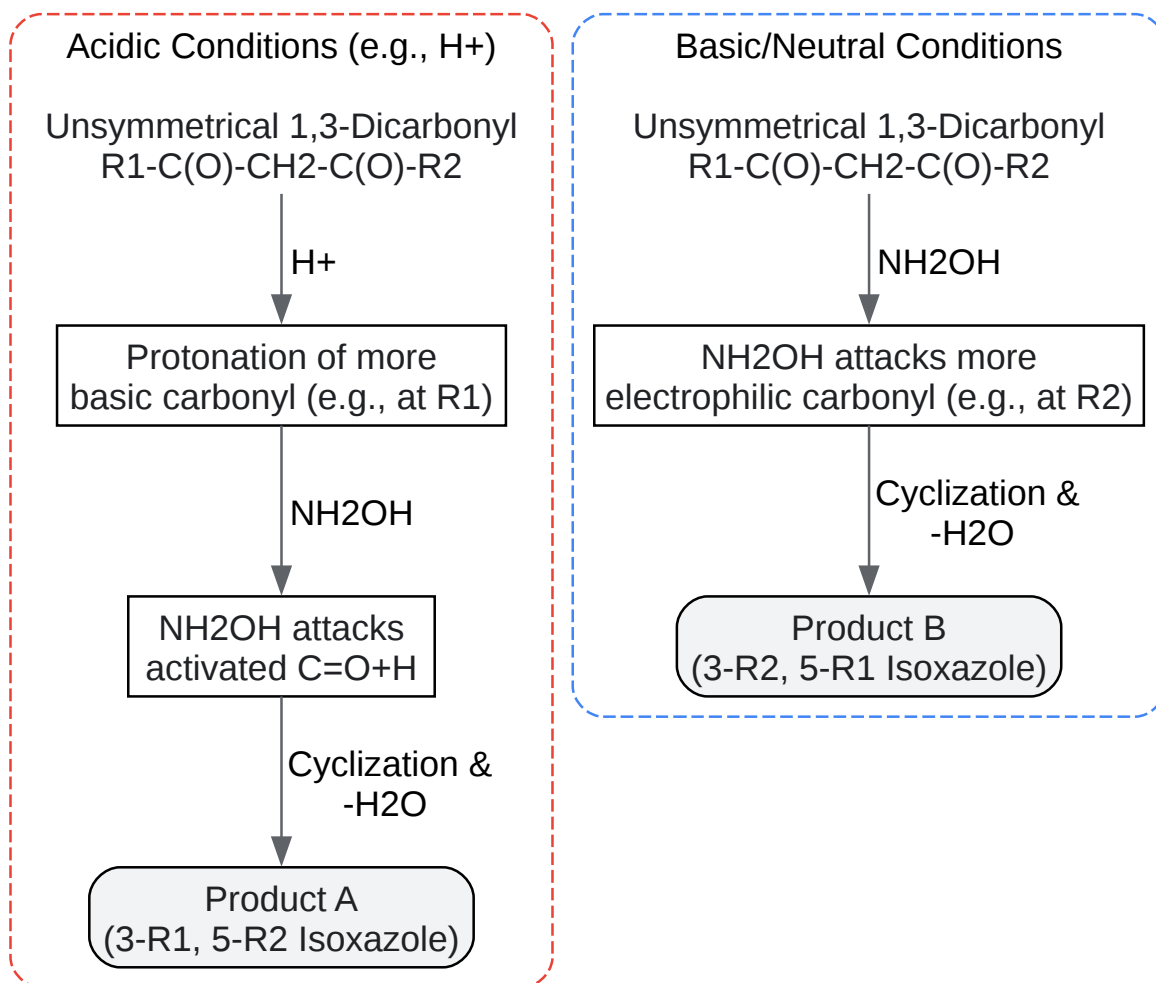 Acidic Conditions (e.g., H+)
Unsymmetrical 1,3-Dicarbonyl
R1-C(O)-CH2-C(O)-R2
H+
Protonation of more
basic carbonyl (e.g., at R1)
NH2OH
NH2OH attacks
activated C=O+H
Cyclization &
-H2O
Product A
(3-R1, 5-R2 Isoxazole)
Basic/Neutral Conditions
Unsymmetrical 1,3-Dicarbonyl
R1-C(O)-CH2-C(O)-R2
NH2OH
NH2OH attacks more
electrophilic carbonyl (e.g., at R2)
Cyclization &
-H2O
Product B
(3-R2, 5-R1 Isoxazole)